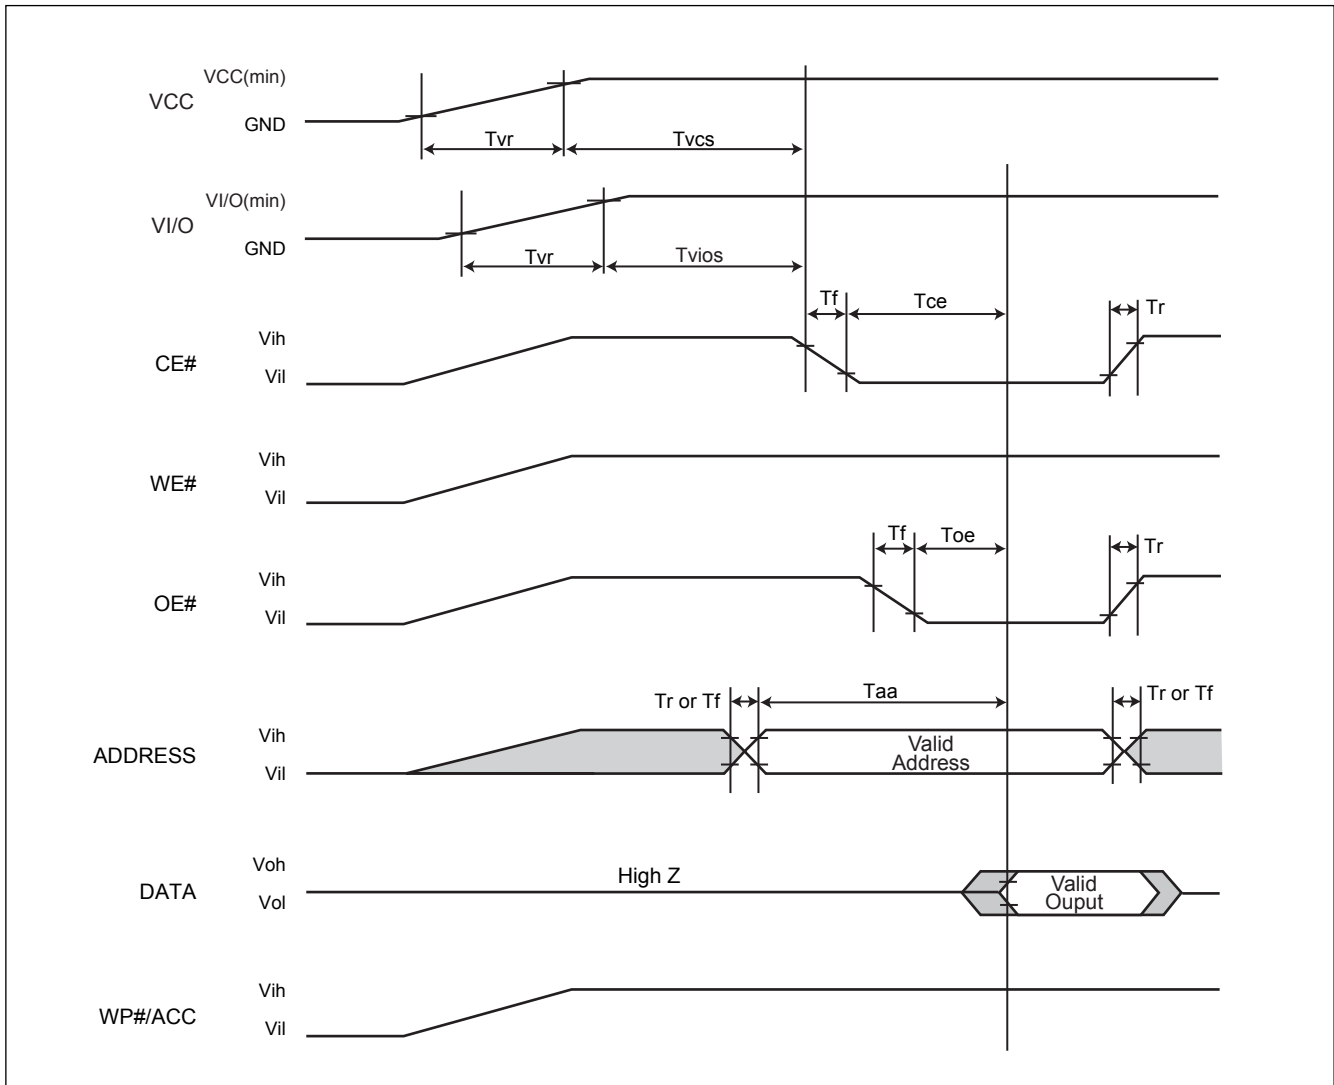 VCC(min)
VCC
GND
Tvr
Tvcs
VI/O(min)
VI/O
GND
Tvr
Tvios
Tf
Tce
Tr
Vih
CE#
Vil
Vih
WE#
Vil
Tf
Toe
Tr
Vih
OE#
Vil
Tr or Tf
Taa
Tr or Tf
Vih
ADDRESS
Vil
Valid
Address
Voh
DATA
Vol
High Z
Valid
Ouput
Vih
WP#/ACC
Vil